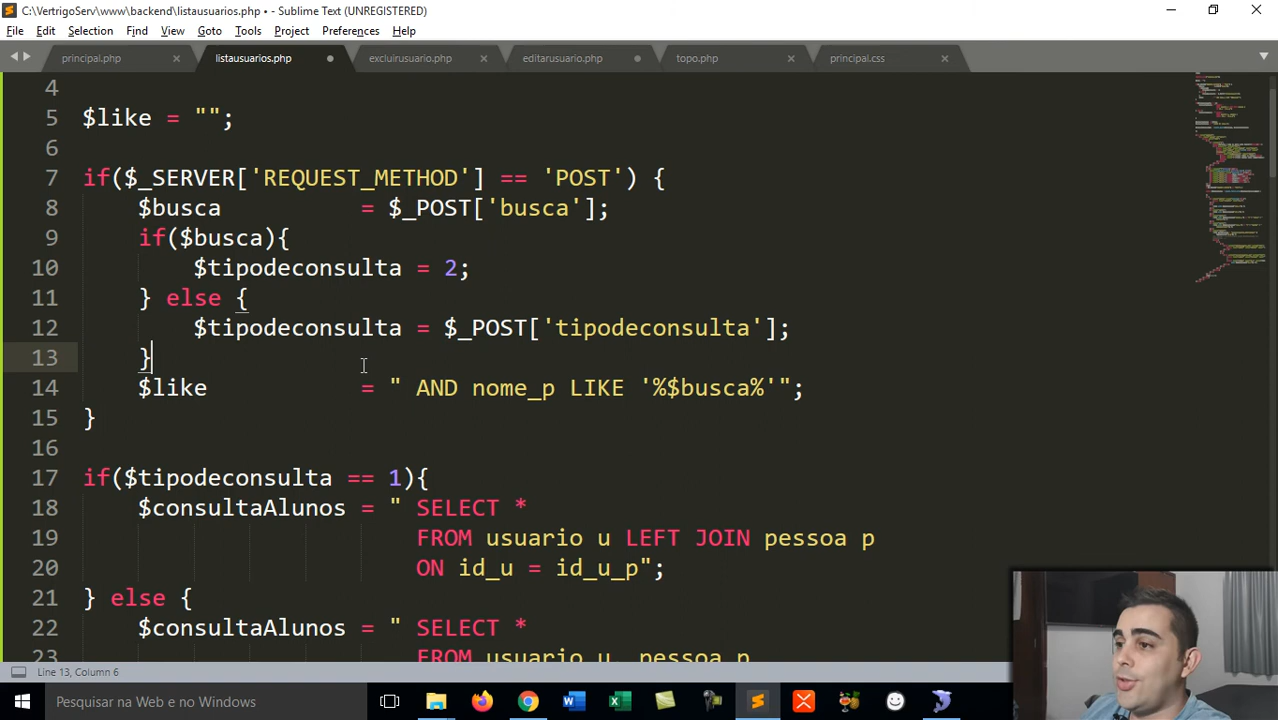 C:\VertrigoServ\www\backend\listausuarios.php • - Sublime Text (UNREGISTERED)
File Edit Selection Find View Goto Tools Project Preferences Help
principal.php listausuarios.php excluirusuario.php editarusuario.php topo.php principal.css
4
5 $like = "";
6
7 if($_SERVER['REQUEST_METHOD'] == 'POST') {
8 $busca = $_POST['busca'];
9 if($busca){
10 $tipodeconsulta = 2;
11 } else {
12 $tipodeconsulta = $_POST['tipodeconsulta'];
13 }
14 $like = " AND nome_p LIKE '%$busca%'";
15 }
16
17 if($tipodeconsulta == 1){
18 $consultaAlunos = " SELECT *
19 FROM usuario u LEFT JOIN pessoa p
20 ON id_u = id_u_p";
21 } else {
22 $consultaAlunos = " SELECT *
23 FROM usuario u, pessoa p
Line 13, Column 6
Pesquisar na Web e no Windows